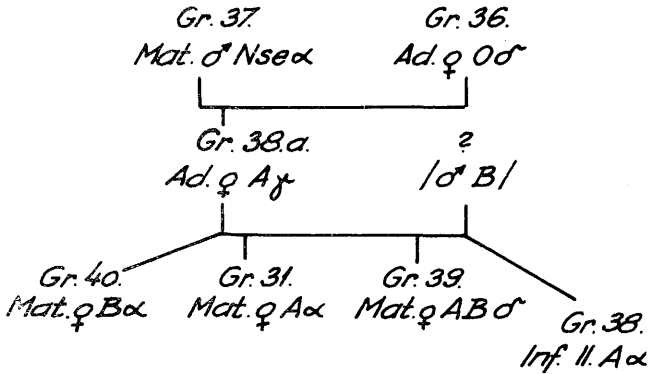 Gr. 37.
Mat. ♂ Nse α
Gr. 36.
Ad. ♀ O ♂
Gr. 38.a.
Ad. ♀ A γ
?
/♂ B/
Gr. 40.
Mat. ♀ B α
Gr. 31.
Mat. ♀ A α
Gr. 39.
Mat. ♀ AB ♂
Gr. 38.
Inf. II. A α